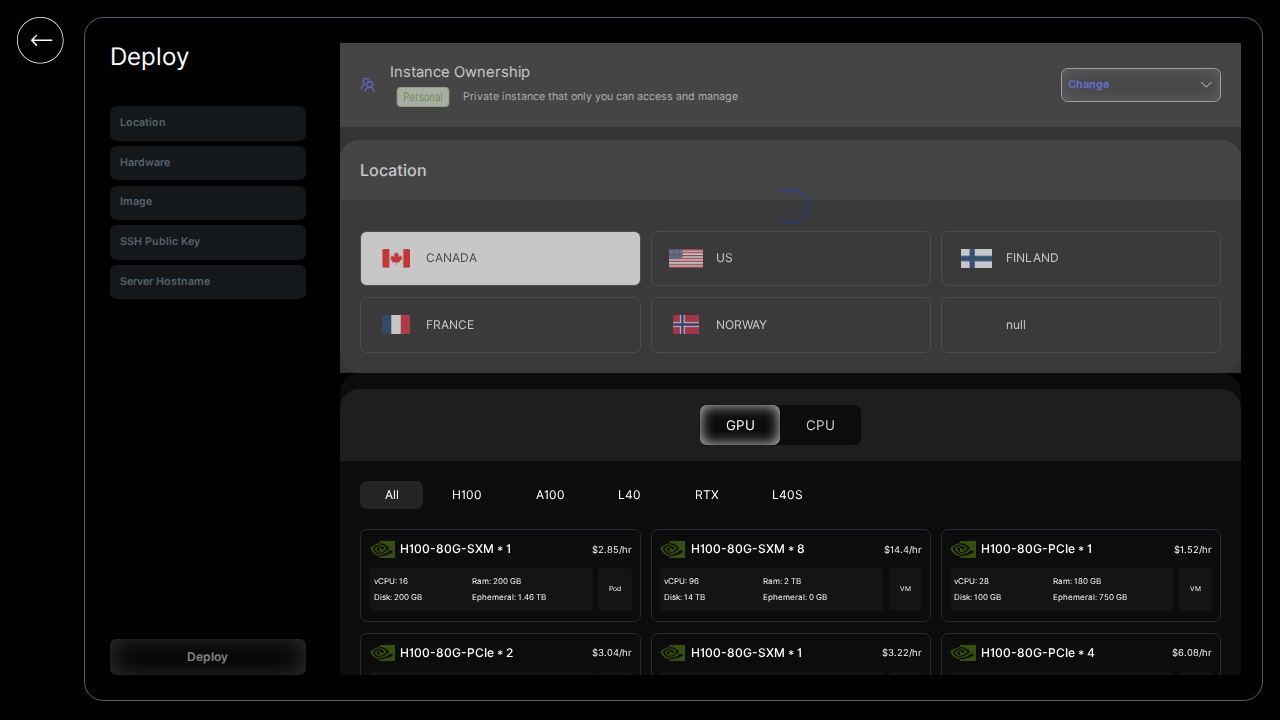 Deploy
Location
Hardware
Image
SSH Public Key
Server Hostname
Deploy
Instance Ownership
Personal Private instance that only you can access and manage
Change
Location
CANADA US FINLAND
FRANCE NORWAY null
GPU CPU
All H100 A100 L40 RTX L40S
H100-80G-SXM * 1 $2.85/hr
vCPU: 16 Ram: 200 GB
Disk: 200 GB Ephemeral: 1.46 TB
Pod
H100-80G-SXM * 8 $14.4/hr
vCPU: 96 Ram: 2 TB
Disk: 14 TB Ephemeral: 0 GB
VM
H100-80G-PCIe * 1 $1.52/hr
vCPU: 28 Ram: 180 GB
Disk: 100 GB Ephemeral: 750 GB
VM
H100-80G-PCIe * 2 $3.04/hr
H100-80G-SXM * 1 $3.22/hr
H100-80G-PCIe * 4 $6.08/hr